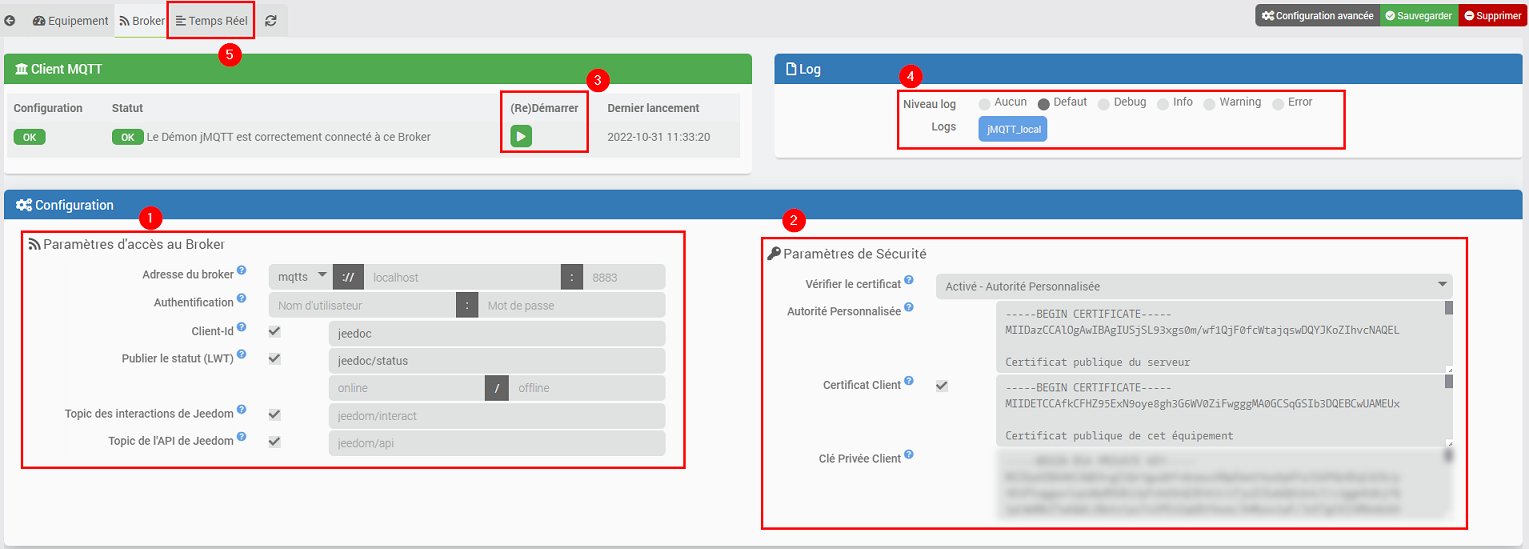 Equipement Broker Temps Réel Configuration avancée Sauvegarder Supprimer
5
Client MQTT
3
Configuration Statut (Re)Démarrer Dernier lancement
OK OK Le Démon jMQTT est correctement connecté à ce Broker 2022-10-31 11:33:20
Log
4
Niveau log Aucun Defaut Debug Info Warning Error
Logs jMQTT_local
Configuration
1
Paramètres d'accès au Broker
Adresse du broker ? mqtts :// localhost : 8883
Authentification ? Nom d'utilisateur : Mot de passe
Client-Id ? jeedoc
Publier le statut (LWT) ? jeedoc/status
online / offline
Topic des interactions de Jeedom ? jeedom/interact
Topic de l'API de Jeedom ? jeedom/api
2
Paramètres de Sécurité
Vérifier le certificat ? Activé - Autorité Personnalisée
Autorité Personnalisée ? -----BEGIN CERTIFICATE-----
MIIDazCCAlOgAwIBAgIUSjSL93xgs0m/wf1QjF0fcWtajqswDQYJKoZIhvcNAQEL
Certificat publique du serveur
Certificat Client ? -----BEGIN CERTIFICATE-----
MIIDETCCAfkCFHZ95ExN9oye8gh3G6WV0ZiFwgggMA0GCSqGSIb3DQEBCwUAMEUx
Certificat publique de cet équipement
Clé Privée Client ?